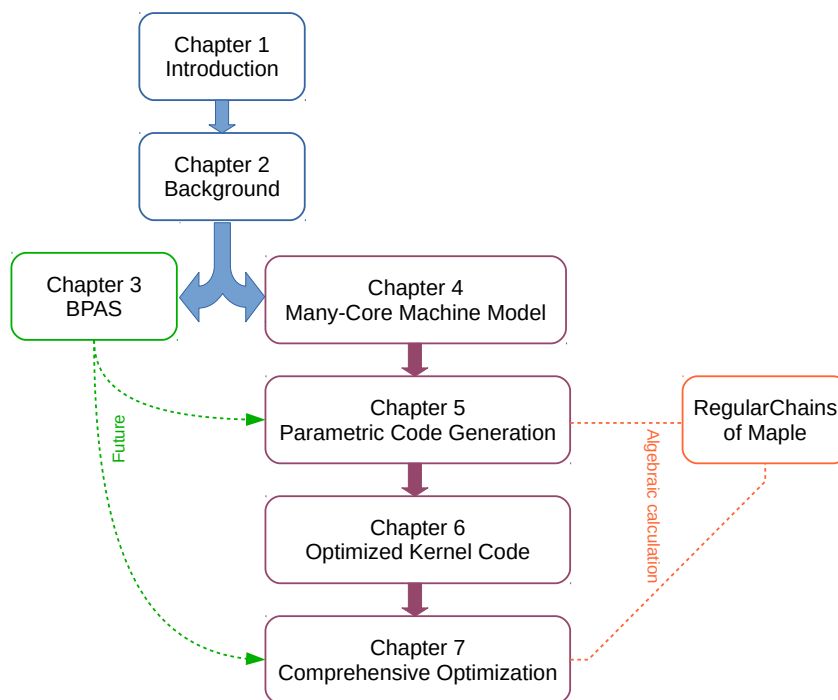 Chapter 1
Introduction
Chapter 2
Background
Chapter 3
BPAS
Chapter 4
Many-Core Machine Model
Chapter 5
Parametric Code Generation
RegularChains
of Maple
Future
Algebraic calculation
Chapter 6
Optimized Kernel Code
Chapter 7
Comprehensive Optimization